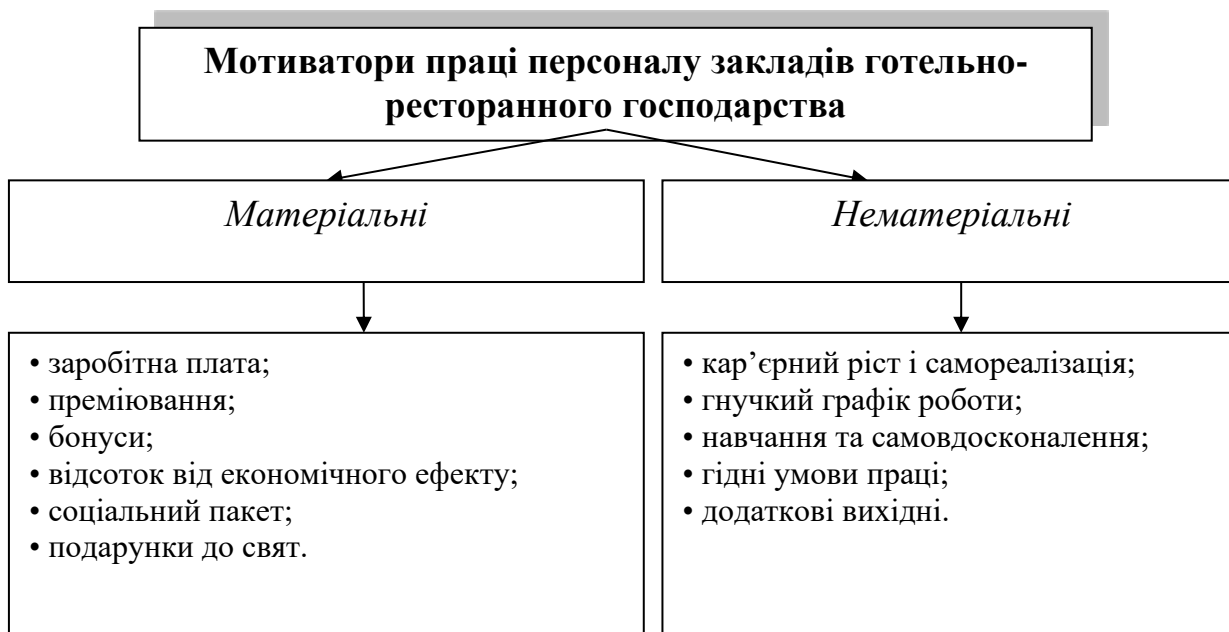 Мотиватори праці персоналу закладів готельно-
ресторанного господарства
Матеріальні
Нематеріальні
• заробітна плата;
• преміювання;
• бонуси;
• відсоток від економічного ефекту;
• соціальний пакет;
• подарунки до свят.
• кар’єрний ріст і самореалізація;
• гнучкий графік роботи;
• навчання та самовдосконалення;
• гідні умови праці;
• додаткові вихідні.